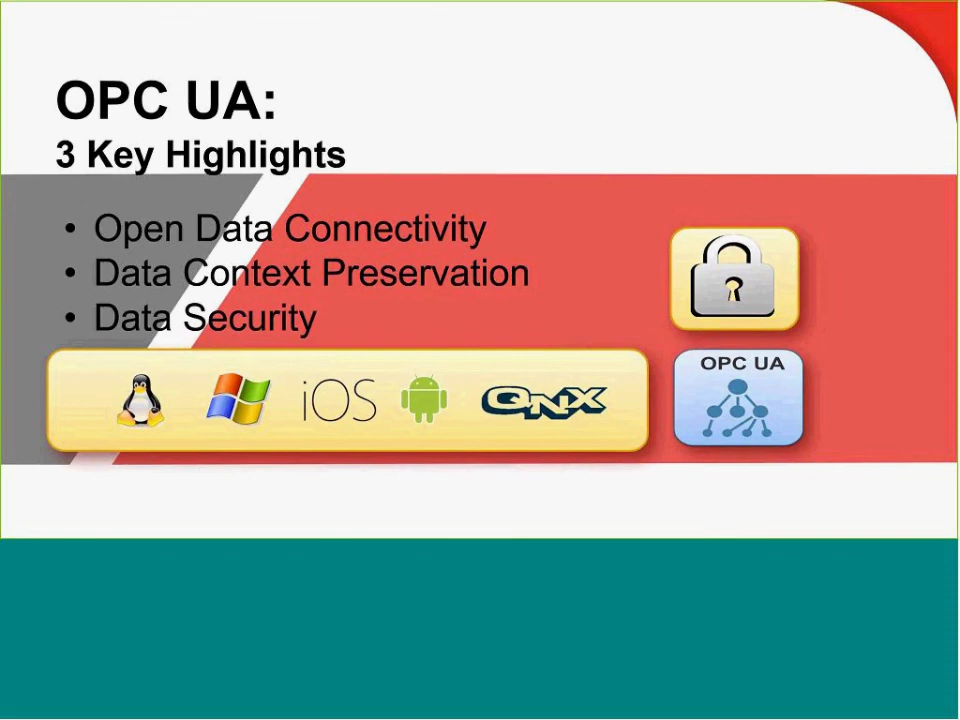 OPC UA:
3 Key Highlights
• Open Data Connectivity
• Data Context Preservation
• Data Security
iOS
QNX
OPC UA